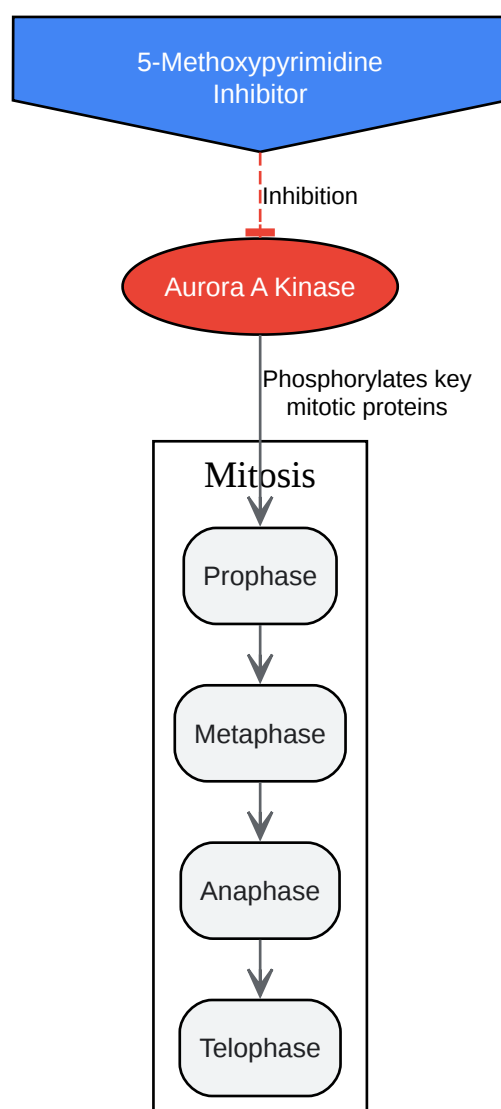 5-Methoxypyrimidine
Inhibitor
Inhibition
Aurora A Kinase
Phosphorylates key
mitotic proteins
Mitosis
Prophase
Metaphase
Anaphase
Telophase